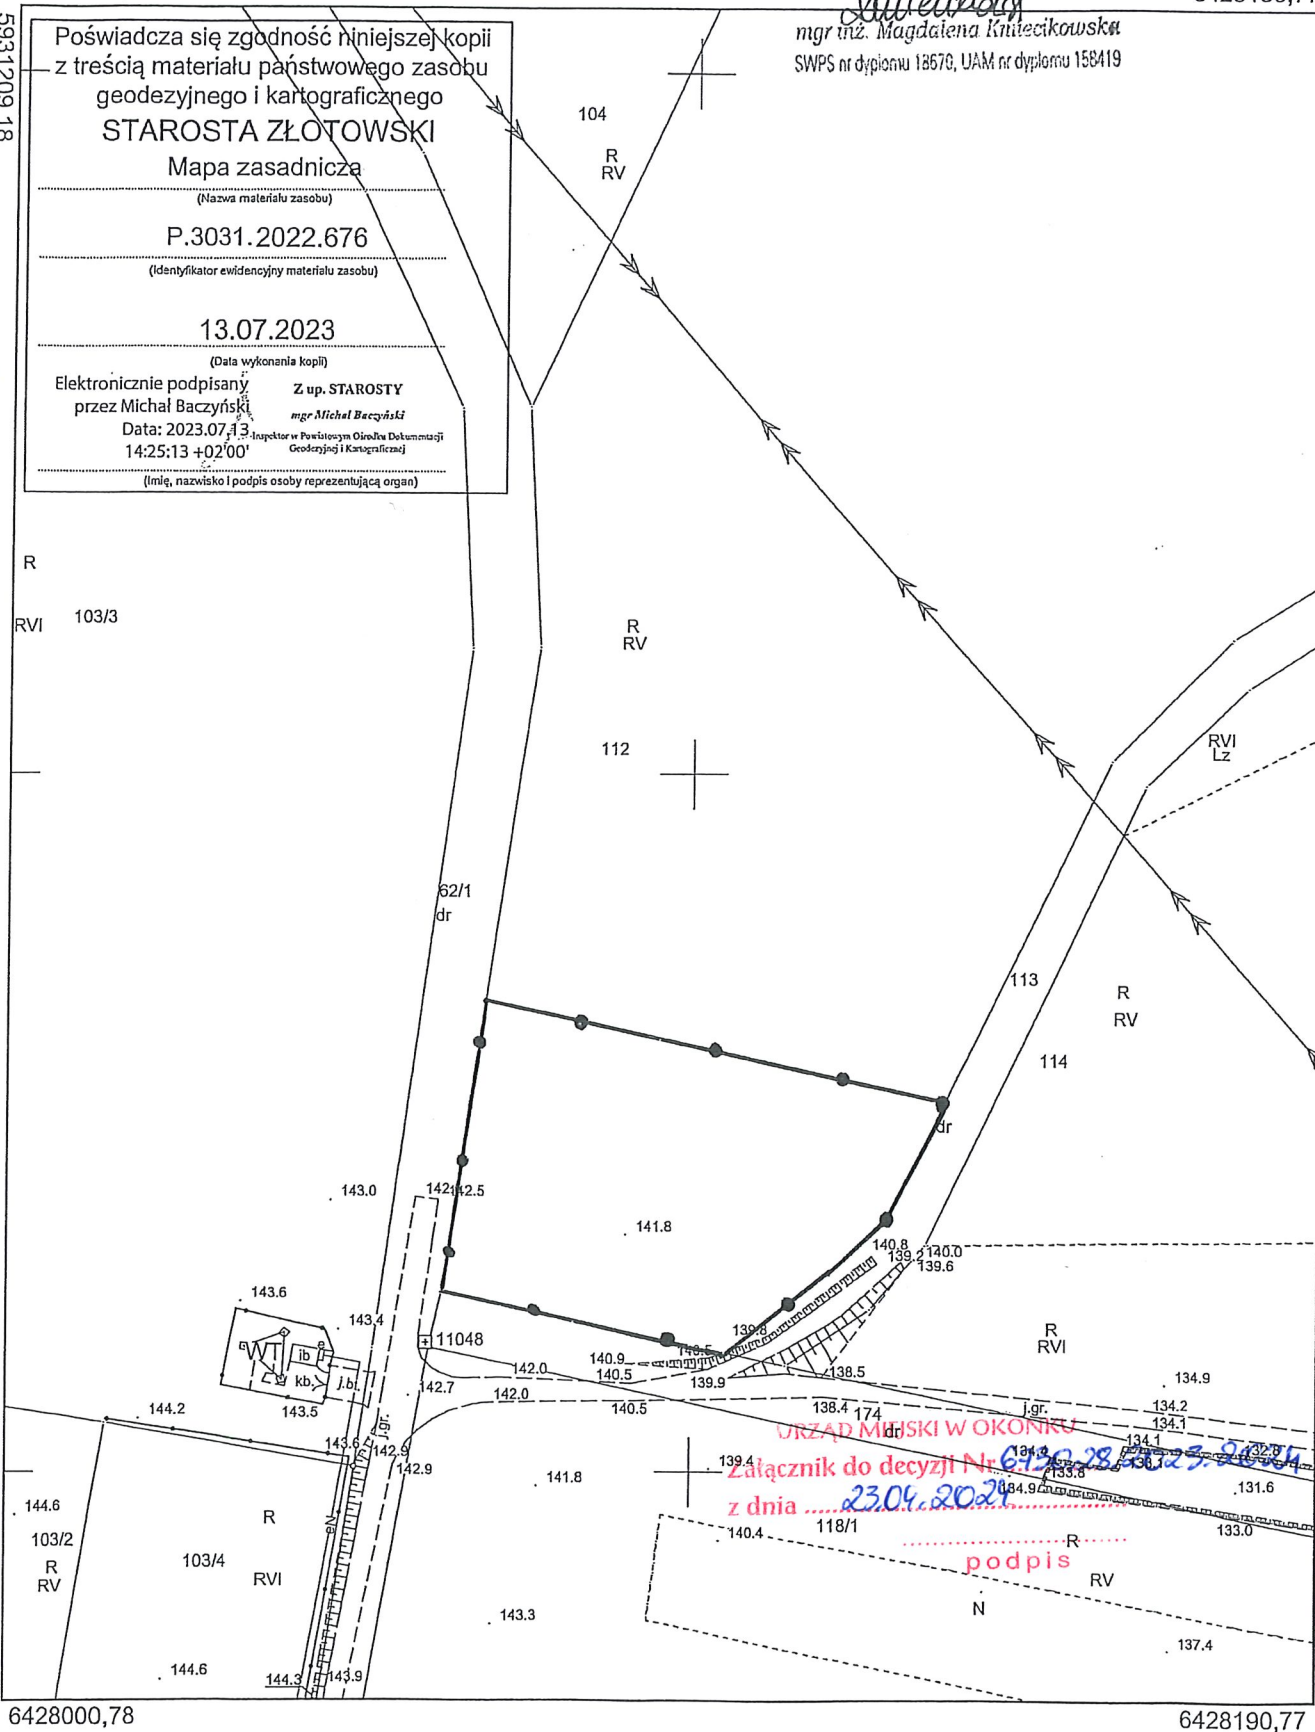 mgr inż. Magdalena Kmiecikowska
SWPS nr dyplomu 18670, UAM nr dyplomu 158419
5931209,18
Poświadcza się zgodność niniejszej kopii
z treścią materiału państwowego zasobu
geodezyjnego i kartograficznego
STAROSTA ZŁOTOWSKI
Mapa zasadnicza
(Nazwa materiału zasobu)
P.3031.2022.676
(Identyfikator ewidencyjny materiału zasobu)
13.07.2023
(Data wykonania kopii)
Elektronicznie podpisany
przez Michał Baczyński
Data: 2023.07.13
14:25:13 +02'00'
Z up. STAROSTY
mgr Michał Baczyński
Inspektor w Powiatowym Ośrodku Dokumentacji
Geodezyjnej i Kartograficznej
(Imię, nazwisko i podpis osoby reprezentującą organ)
104
R
RV
R
RVI
103/3
R
RV
112
RVI
Lz
62/1
dr
113
R
RV
114
dr
143.0
142.5
141.8
140.8
139.2
140.0
139.6
143.6
143.4
11048
139.8
R
RVI
WT
ib
e
kb.
j.bt.
140.9
142.0
140.5
139.9
138.5
134.9
142.7
142.0
140.5
138.4
174
dr
j.gr.
134.2
134.1
144.2
143.5
143.6
j.gr.
142.9
142.9
URZĄD MIEJSKI W OKONKU
134.1
139.4
Załącznik do decyzji Nr 6730.28.2023.2024
133.8
141.8
134.9
131.6
z dnia 23.04.2024
144.6
R
eN
140.4
118/1
133.0
103/2
R
RV
103/4
RVI
R
podpis
RV
N
143.3
137.4
144.6
144.3
143.9
6428000,78
6428190,77